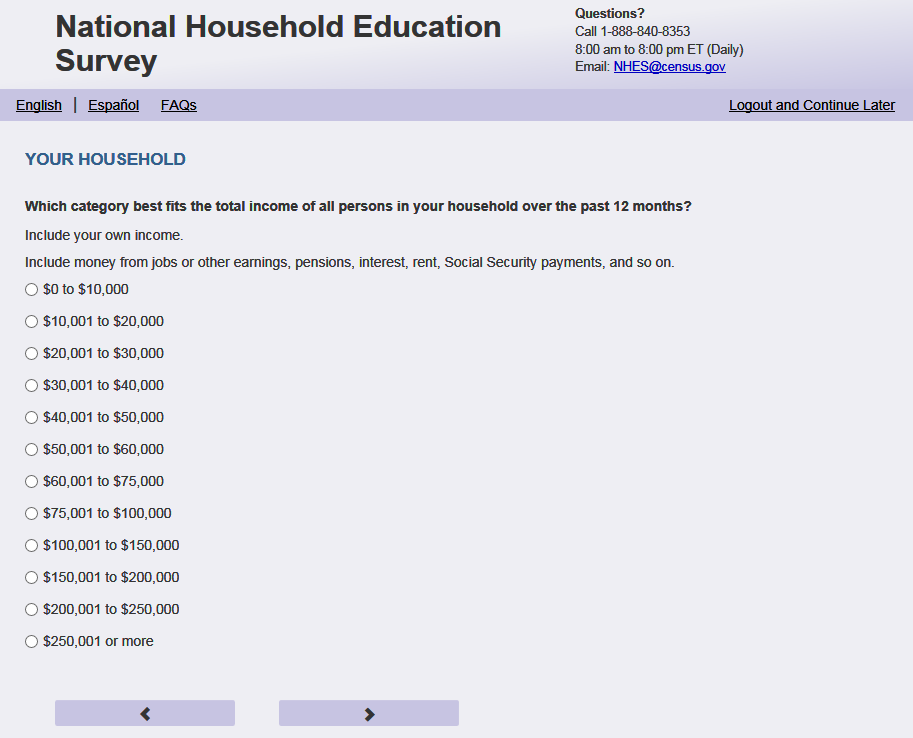 National Household Education
Survey
Questions?
Call 1-888-840-8353
8:00 am to 8:00 pm ET (Daily)
Email: NHES@census.gov
English | Español FAQs Logout and Continue Later
YOUR HOUSEHOLD
Which category best fits the total income of all persons in your household over the past 12 months?
Include your own income.
Include money from jobs or other earnings, pensions, interest, rent, Social Security payments, and so on.
$0 to $10,000
$10,001 to $20,000
$20,001 to $30,000
$30,001 to $40,000
$40,001 to $50,000
$50,001 to $60,000
$60,001 to $75,000
$75,001 to $100,000
$100,001 to $150,000
$150,001 to $200,000
$200,001 to $250,000
$250,001 or more